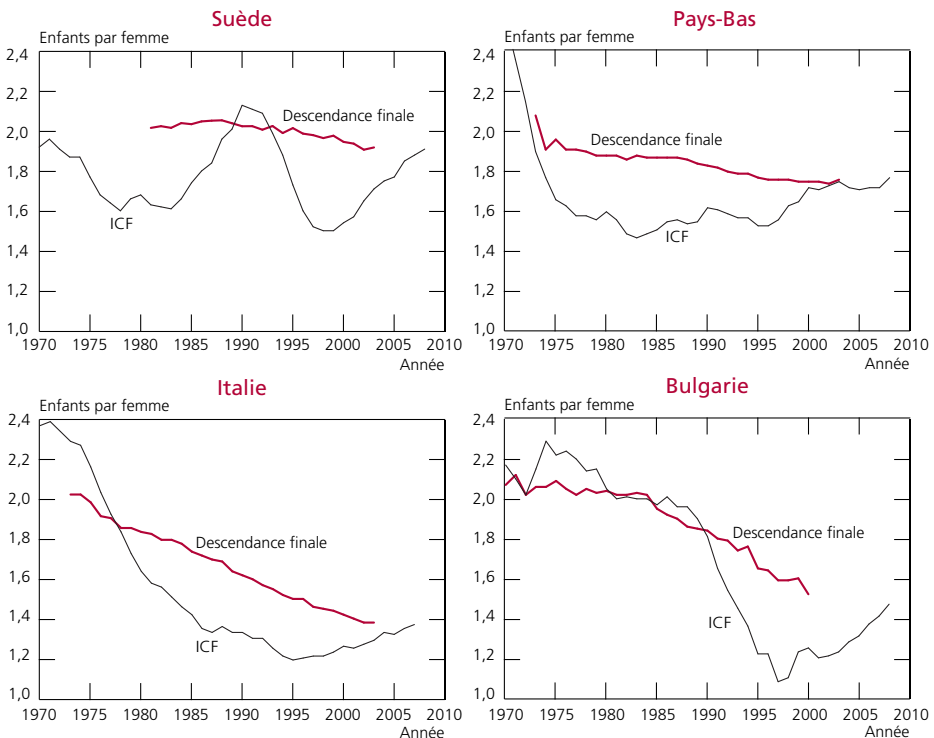 Suède
Enfants par femme
2,4
2,2
2,0
1,8
1,6
1,4
1,2
1,0
Descendance finale
ICF
1970 1975 1980 1985 1990 1995 2000 2005 2010
Année
Pays-Bas
Enfants par femme
2,4
2,2
2,0
1,8
1,6
1,4
1,2
1,0
Descendance finale
ICF
1970 1975 1980 1985 1990 1995 2000 2005 2010
Année
Italie
Enfants par femme
2,4
2,2
2,0
1,8
1,6
1,4
1,2
1,0
Descendance finale
ICF
1970 1975 1980 1985 1990 1995 2000 2005 2010
Année
Bulgarie
Enfants par femme
2,4
2,2
2,0
1,8
1,6
1,4
1,2
1,0
Descendance finale
ICF
1970 1975 1980 1985 1990 1995 2000 2005 2010
Année